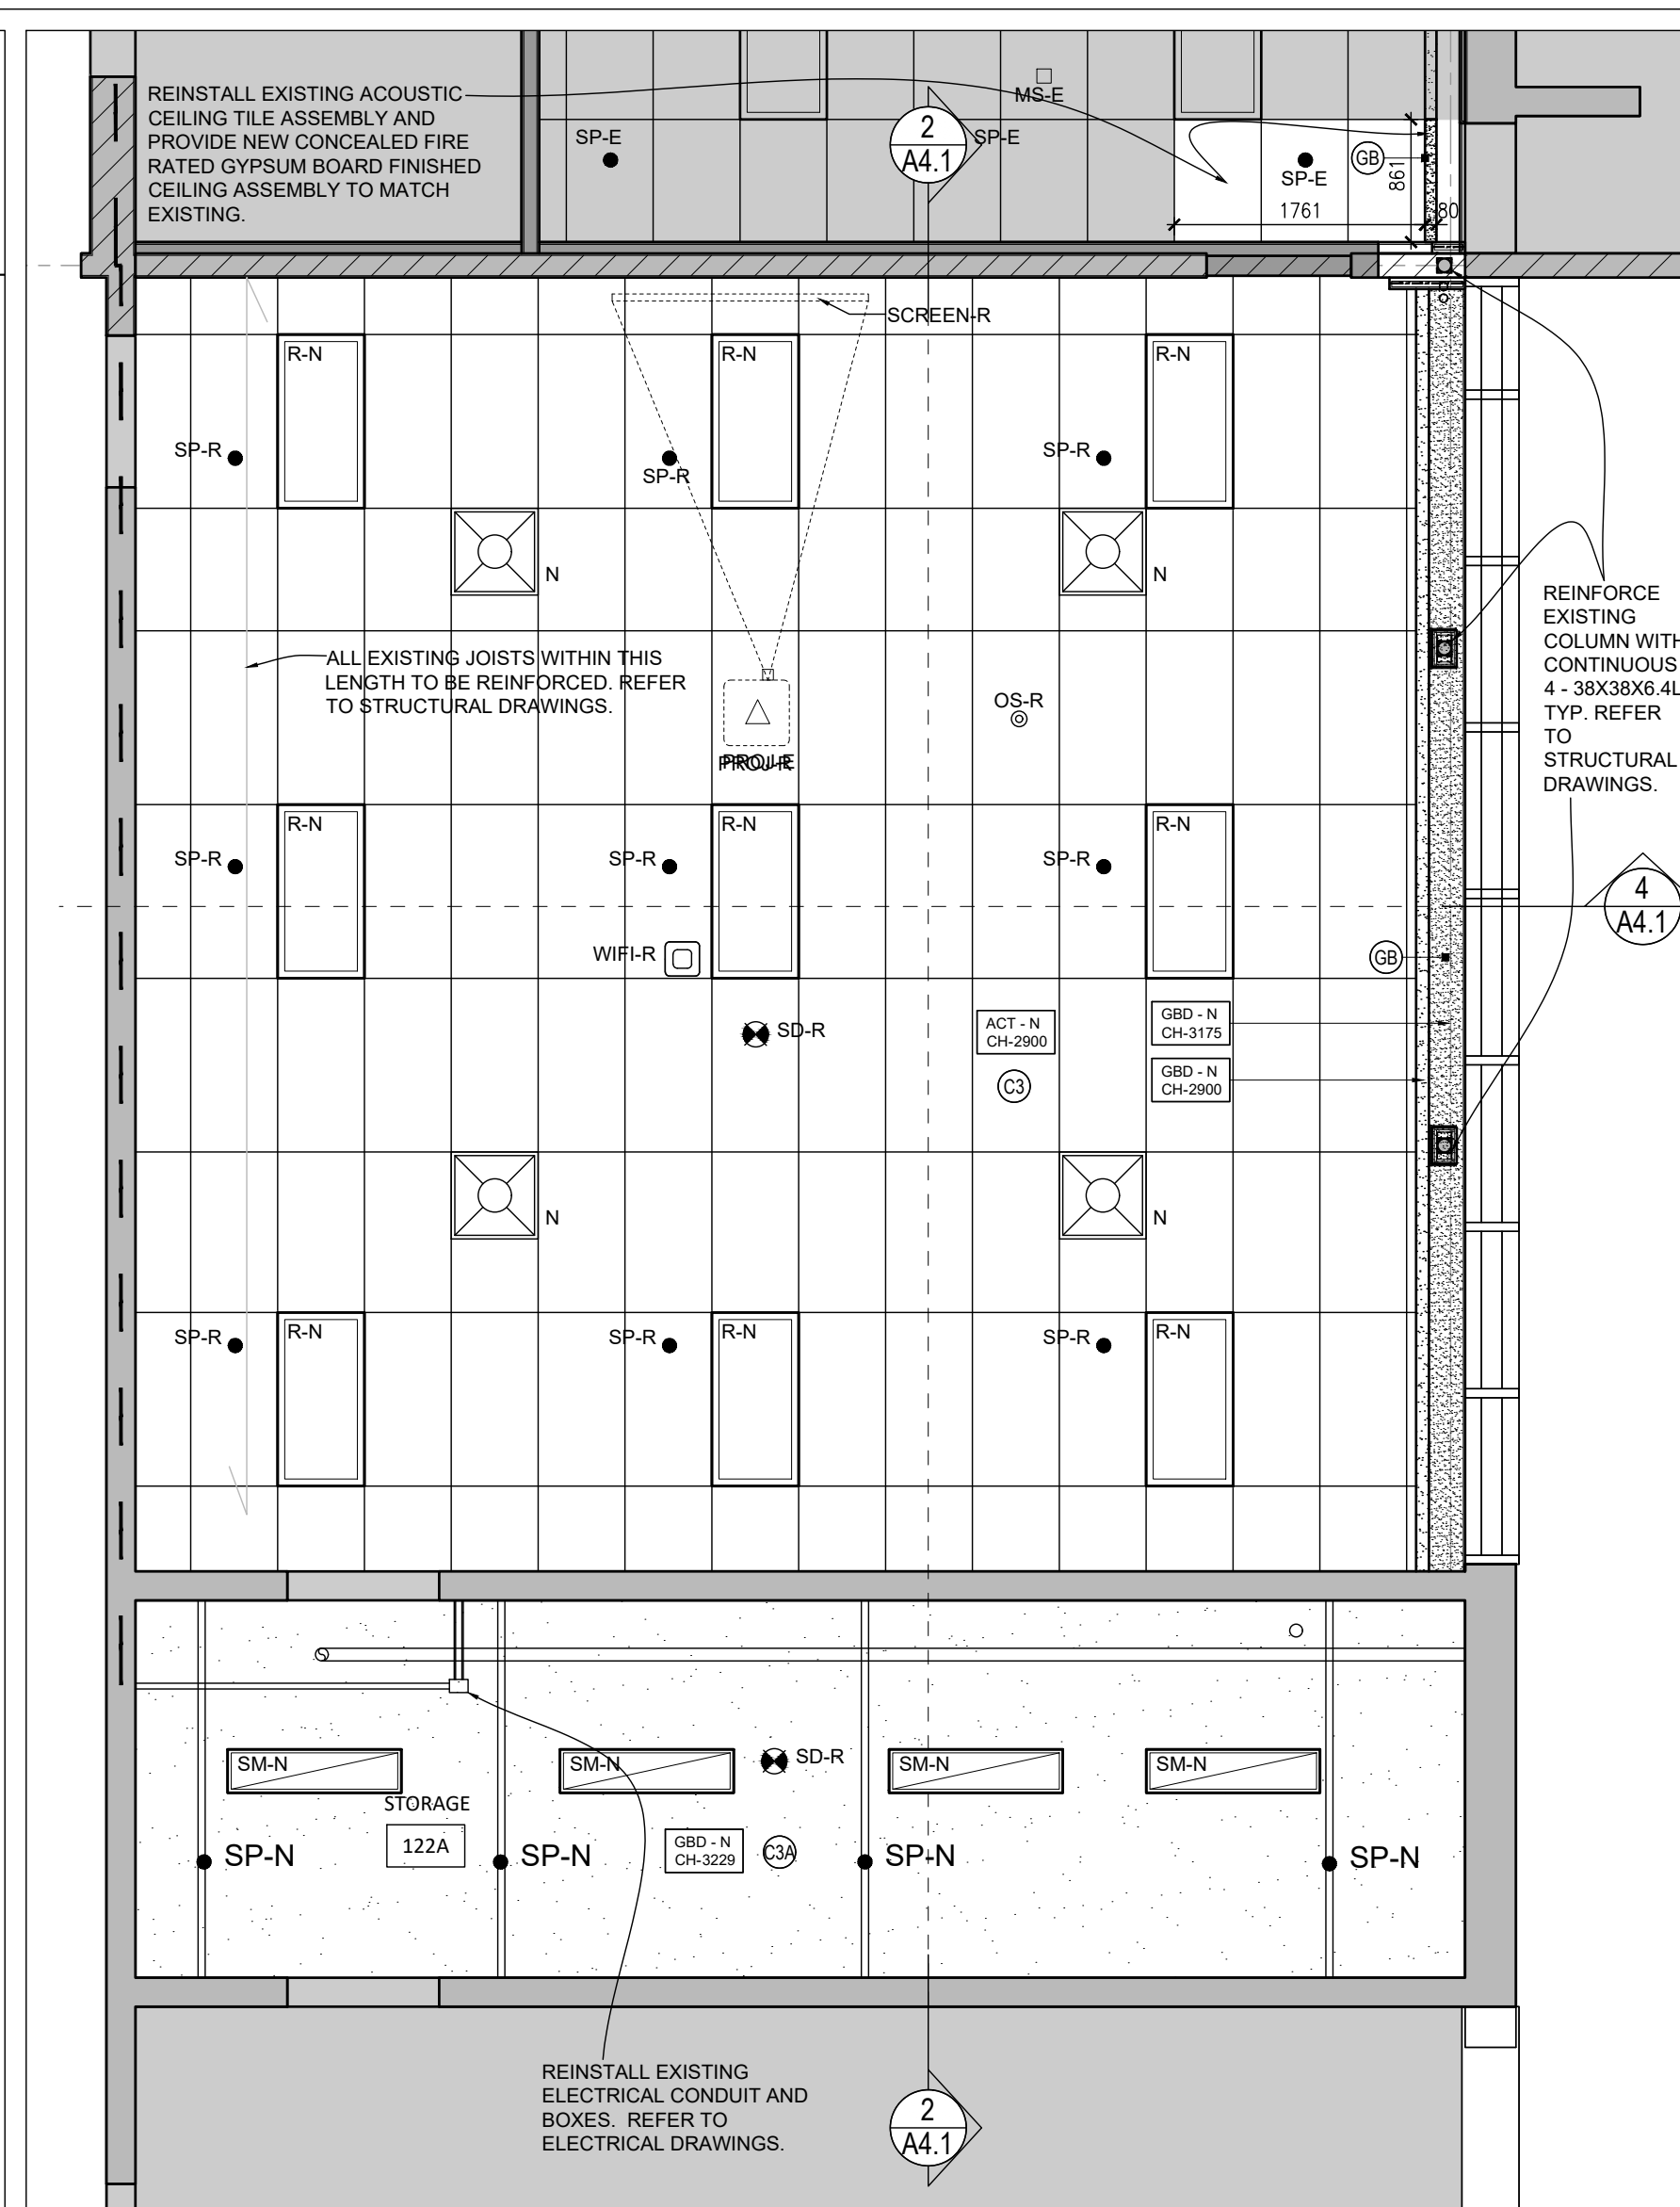 REINSTALL EXISTING ACOUSTIC
CEILING TILE ASSEMBLY AND
PROVIDE NEW CONCEALED FIRE
RATED GYPSUM BOARD FINISHED
CEILING ASSEMBLY TO MATCH
EXISTING.
MS-E
SP-E
2
A4.1
SP-E
SP-E
GB
861
1761
80
SCREEN-R
R-N
R-N
R-N
SP-R
SP-R
SP-R
N
N
REINFORCE
EXISTING
COLUMN WITH
CONTINUOUS
4 - 38X38X6.4L
TYP. REFER
TO
STRUCTURAL
DRAWINGS.
ALL EXISTING JOISTS WITHIN THIS
LENGTH TO BE REINFORCED. REFER
TO STRUCTURAL DRAWINGS.
OS-R
R-N
R-N
R-N
SP-R
SP-R
SP-R
4
A4.1
WIFI-R
GB
SD-R
ACT - N
CH-2900
C3
GBD - N
CH-3175
GBD - N
CH-2900
N
N
SP-R
R-N
SP-R
R-N
SP-R
R-N
SM-N
SM-N
SD-R
SM-N
SM-N
STORAGE
122A
SP-N
SP-N
GBD - N
CH-3229
C3A
SP-N
SP-N
REINSTALL EXISTING
ELECTRICAL CONDUIT AND
BOXES. REFER TO
ELECTRICAL DRAWINGS.
2
A4.1